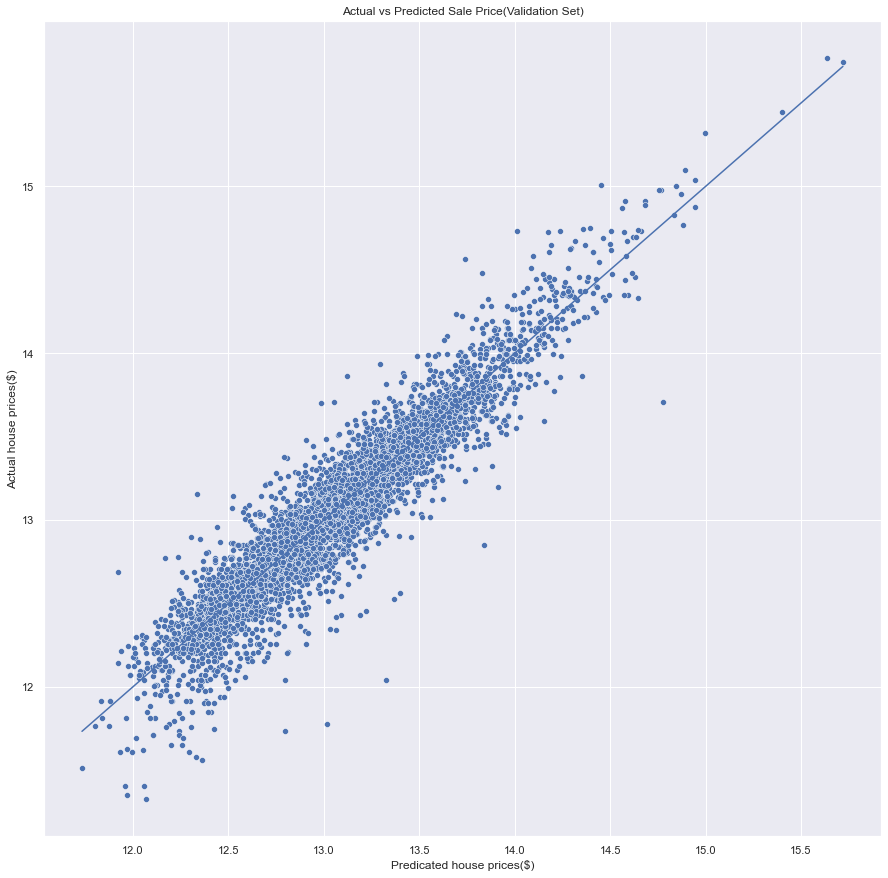 Actual vs Predicted Sale Price(Validation Set)
Actual house prices($)
15
14
13
12
12.0 12.5 13.0 13.5 14.0 14.5 15.0 15.5
Predicated house prices($)